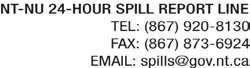 NT-NU 24-HOUR SPILL REPORT LINE
TEL: (867) 920-8130
FAX: (867) 873-6924
EMAIL: spills@gov.nt.ca